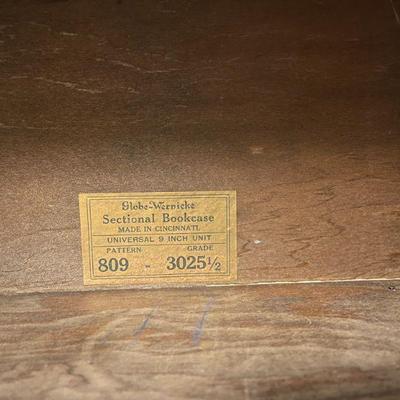 Globe-Wernicke
Sectional Bookcase
MADE IN CINCINNATI
UNIVERSAL 9 INCH UNIT
PATTERN GRADE
809 - 3025½